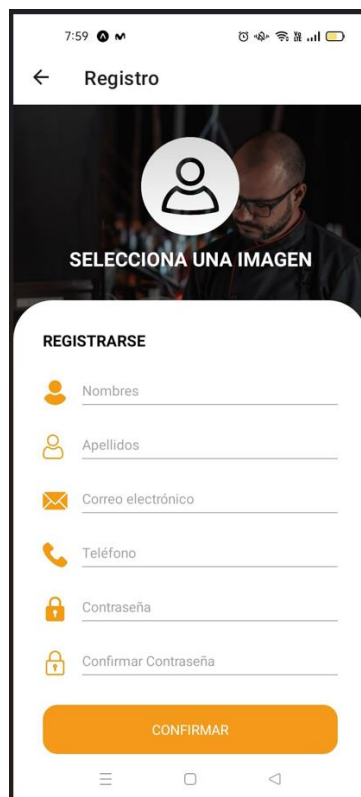 7:59
Registro
SELECCIONA UNA IMAGEN
REGISTRARSE
Nombres
Apellidos
Correo electrónico
Teléfono
Contraseña
Confirmar Contraseña
CONFIRMAR